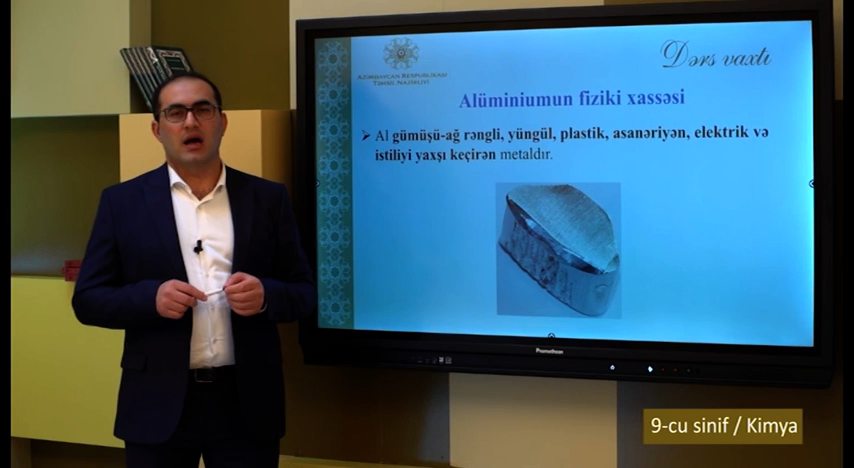 AZƏRBAYCAN RESPUBLİKASI
TƏHSİL NAZİRLİYİ
Dərs vaxtı
Alüminiumun fiziki xassəsi
➢ Al gümüşü-ağ rəngli, yüngül, plastik, asanəriyən, elektrik və
istiliyi yaxşı keçirən metaldır.
Promethean
9-cu sinif / Kimya